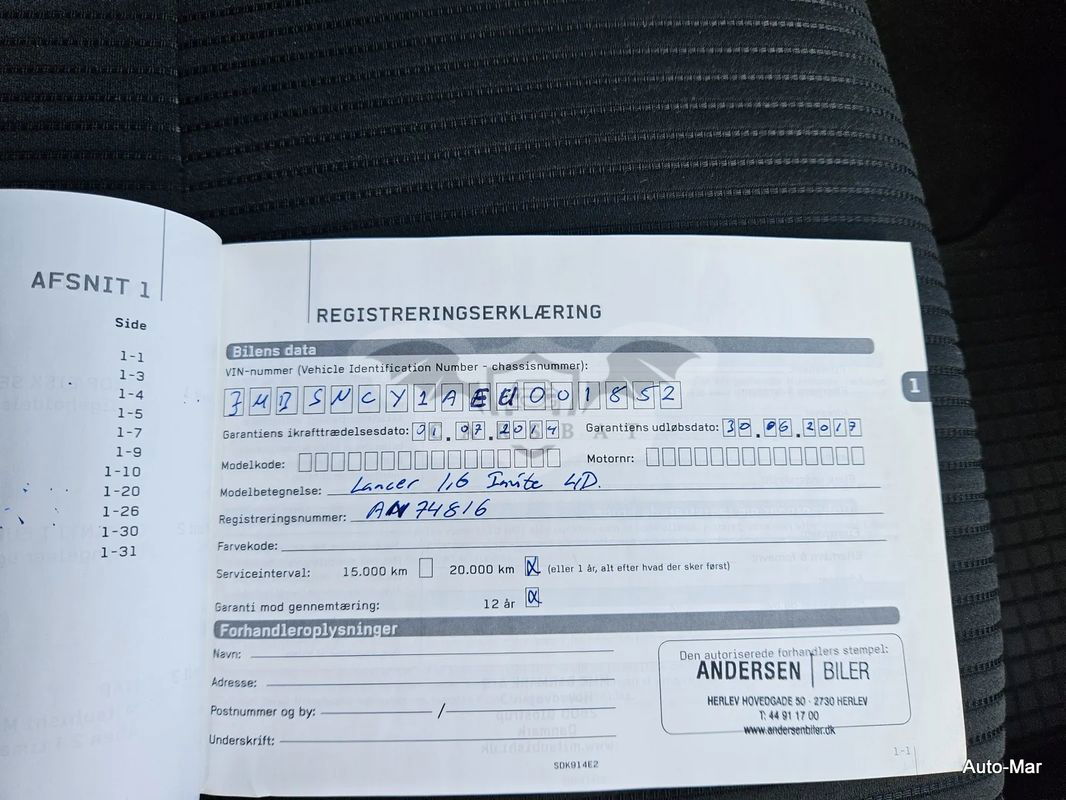 AFSNIT 1
Side
1-1
1-3
1-4
1-5
1-7
1-9
1-10
1-20
1-26
1-30
1-31
REGISTRERINGSERKLÆRING
Bilens data
VIN-nummer (Vehicle Identification Number - chassisnummer):
JMBSNCY1AEU001852
Garantiens ikrafttrædelsesdato: 01.07.2014 Garantiens udløbsdato: 30.06.2017
Modelkode: Motornr:
Modelbetegnelse: Lancer 1,6 Invite 4D.
Registreringsnummer: AN 74816
Farvekode:
Serviceinterval: 15.000 km 20.000 km X (eller 1 år, alt efter hvad der sker først)
Garanti mod gennemtæring: 12 år X
Forhandleroplysninger
Navn:
Adresse:
Postnummer og by: /
Underskrift:
Den autoriserede forhandlers stempel:
ANDERSEN | BILER
HERLEV HOVEDGADE 50 · 2730 HERLEV
T: 44 91 17 00
www.andersenbiler.dk
SDK914E2
1-1
1
Auto-Mar